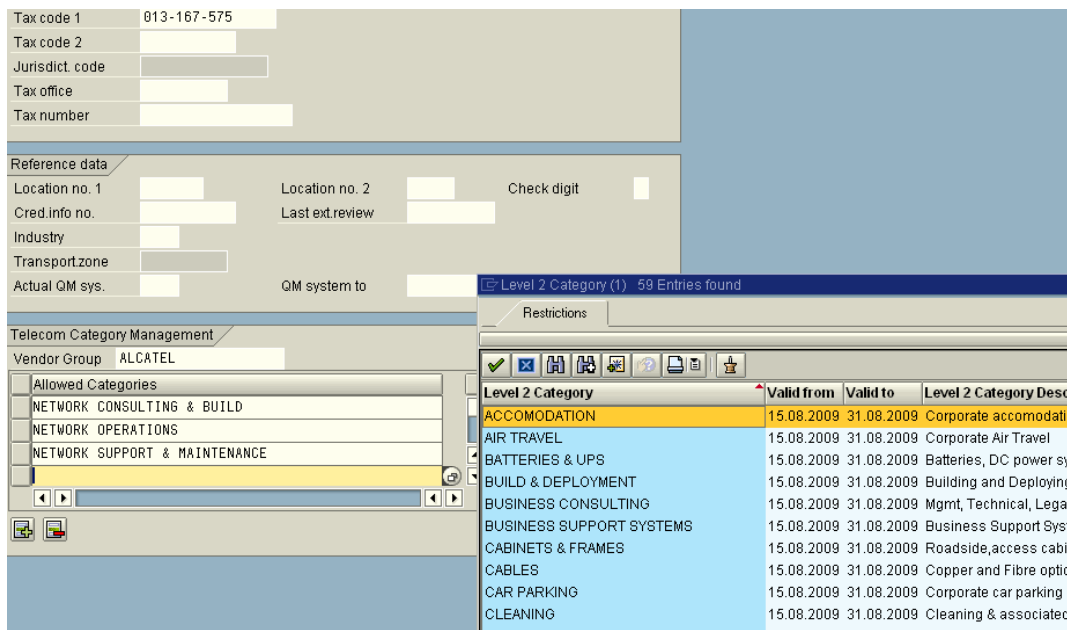 Tax code 1 013-167-575
Tax code 2
Jurisdict. code
Tax office
Tax number
Reference data
Location no. 1 Location no. 2 Check digit
Cred.info no. Last ext.review
Industry
Transport.zone
Actual QM sys. QM system to
Telecom Category Management
Vendor Group ALCATEL
Allowed Categories
NETWORK CONSULTING & BUILD
NETWORK OPERATIONS
NETWORK SUPPORT & MAINTENANCE
Level 2 Category (1) 59 Entries found
Restrictions
Level 2 Category Valid from Valid to Level 2 Category Desc
ACCOMODATION 15.08.2009 31.08.2009 Corporate accomodati
AIR TRAVEL 15.08.2009 31.08.2009 Corporate Air Travel
BATTERIES & UPS 15.08.2009 31.08.2009 Batteries, DC power sy
BUILD & DEPLOYMENT 15.08.2009 31.08.2009 Building and Deploying
BUSINESS CONSULTING 15.08.2009 31.08.2009 Mgmt, Technical, Lega
BUSINESS SUPPORT SYSTEMS 15.08.2009 31.08.2009 Business Support Sys
CABINETS & FRAMES 15.08.2009 31.08.2009 Roadside,access cabi
CABLES 15.08.2009 31.08.2009 Copper and Fibre optic
CAR PARKING 15.08.2009 31.08.2009 Corporate car parking
CLEANING 15.08.2009 31.08.2009 Cleaning & associated